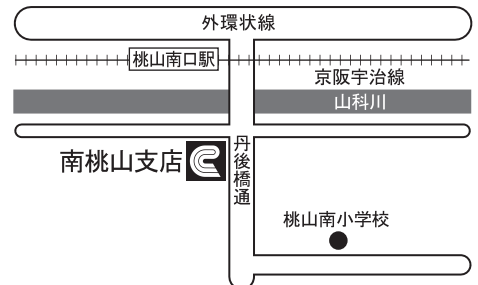 外環状線
桃山南口駅
京阪宇治線
山科川
南桃山支店
丹後橋通
桃山南小学校